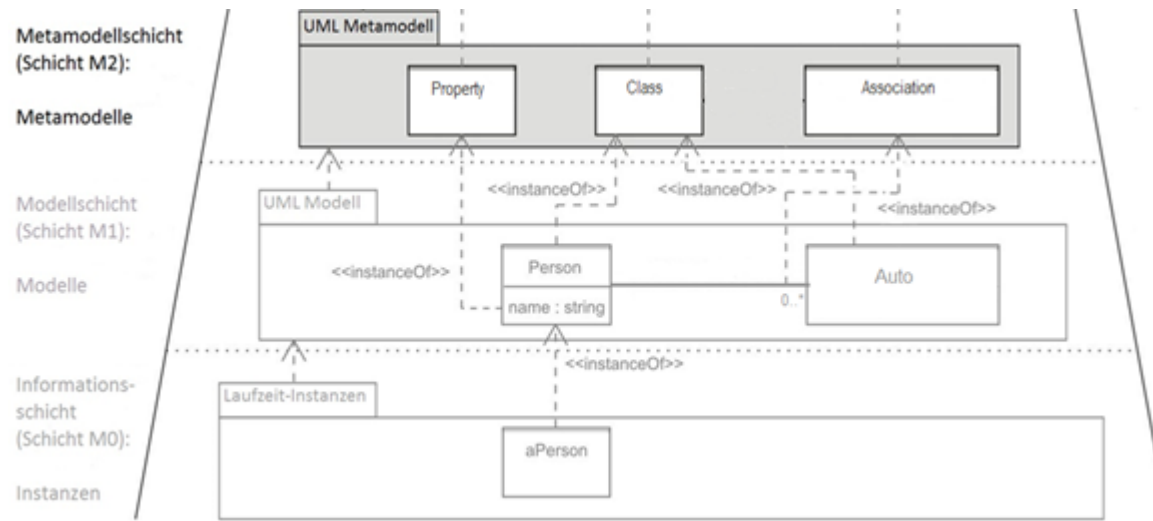 Metamodellschicht
(Schicht M2):
Metamodelle
UML Metamodell
Property
Class
Association
<<instanceOf>>
<<instanceOf>>
<<instanceOf>>
Modellschicht
(Schicht M1):
Modelle
UML Modell
<<instanceOf>>
Person
name : string
0..*
Auto
<<instanceOf>>
Informations-
schicht
(Schicht M0):
Instanzen
Laufzeit-Instanzen
aPerson